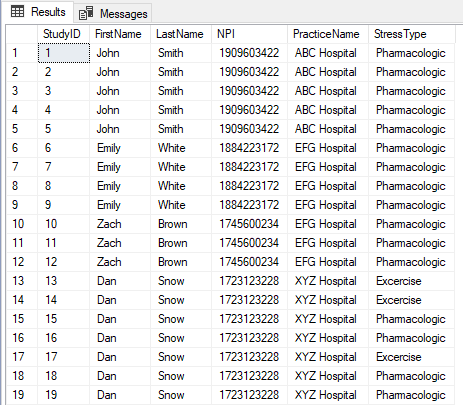 Results Messages
StudyID FirstName LastName NPI PracticeName StressType
1 1 John Smith 1909603422 ABC Hospital Pharmacologic
2 2 John Smith 1909603422 ABC Hospital Pharmacologic
3 3 John Smith 1909603422 ABC Hospital Pharmacologic
4 4 John Smith 1909603422 ABC Hospital Pharmacologic
5 5 John Smith 1909603422 ABC Hospital Pharmacologic
6 6 Emily White 1884223172 EFG Hospital Pharmacologic
7 7 Emily White 1884223172 EFG Hospital Pharmacologic
8 8 Emily White 1884223172 EFG Hospital Pharmacologic
9 9 Emily White 1884223172 EFG Hospital Pharmacologic
10 10 Zach Brown 1745600234 EFG Hospital Pharmacologic
11 11 Zach Brown 1745600234 EFG Hospital Pharmacologic
12 12 Zach Brown 1745600234 EFG Hospital Pharmacologic
13 13 Dan Snow 1723123228 XYZ Hospital Excercise
14 14 Dan Snow 1723123228 XYZ Hospital Excercise
15 15 Dan Snow 1723123228 XYZ Hospital Pharmacologic
16 16 Dan Snow 1723123228 XYZ Hospital Pharmacologic
17 17 Dan Snow 1723123228 XYZ Hospital Excercise
18 18 Dan Snow 1723123228 XYZ Hospital Pharmacologic
19 19 Dan Snow 1723123228 XYZ Hospital Pharmacologic